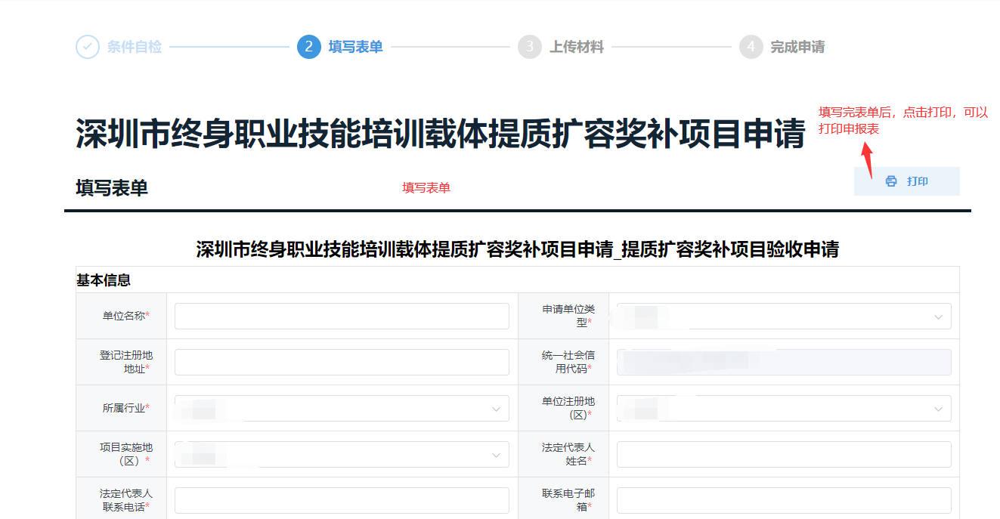 条件自检
2 填写表单
3 上传材料
4 完成申请
深圳市终身职业技能培训载体提质扩容奖补项目申请
填写完表单后，点击打印，可以
打印申报表
填写表单
填写表单
打印
深圳市终身职业技能培训载体提质扩容奖补项目申请_提质扩容奖补项目验收申请
基本信息
单位名称*
申请单位类
型*
登记注册地
地址*
统一社会信
用代码*
所属行业*
单位注册地
（区）*
项目实施地
（区）*
法定代表人
姓名*
法定代表人
联系电话*
联系电子邮
箱*